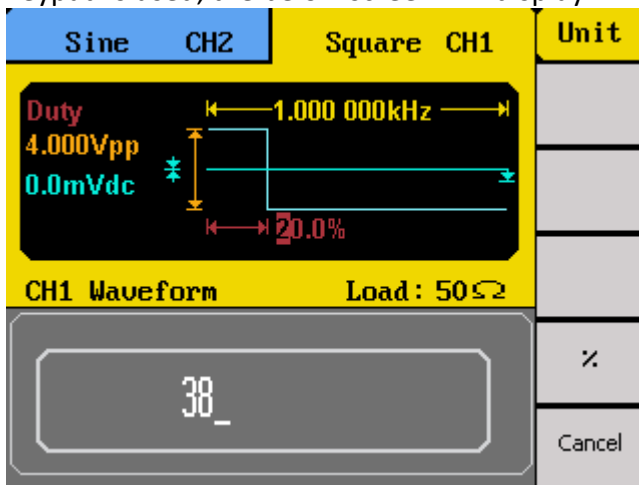 Sine CH2 Square CH1 Unit
Duty 1.000 000kHz
4.000Vpp
0.0mVdc
20.0%
CH1 Waveform Load: 50Ω
38_
%
Cancel